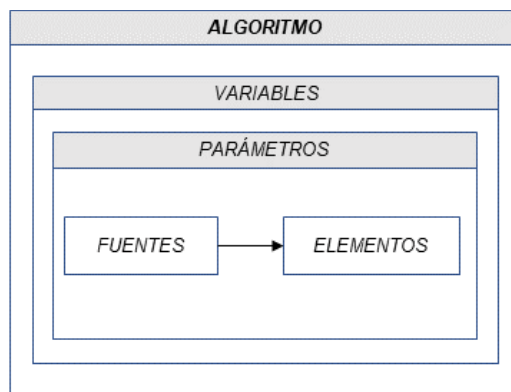 ALGORITMO
VARIABLES
PARÁMETROS
FUENTES
ELEMENTOS